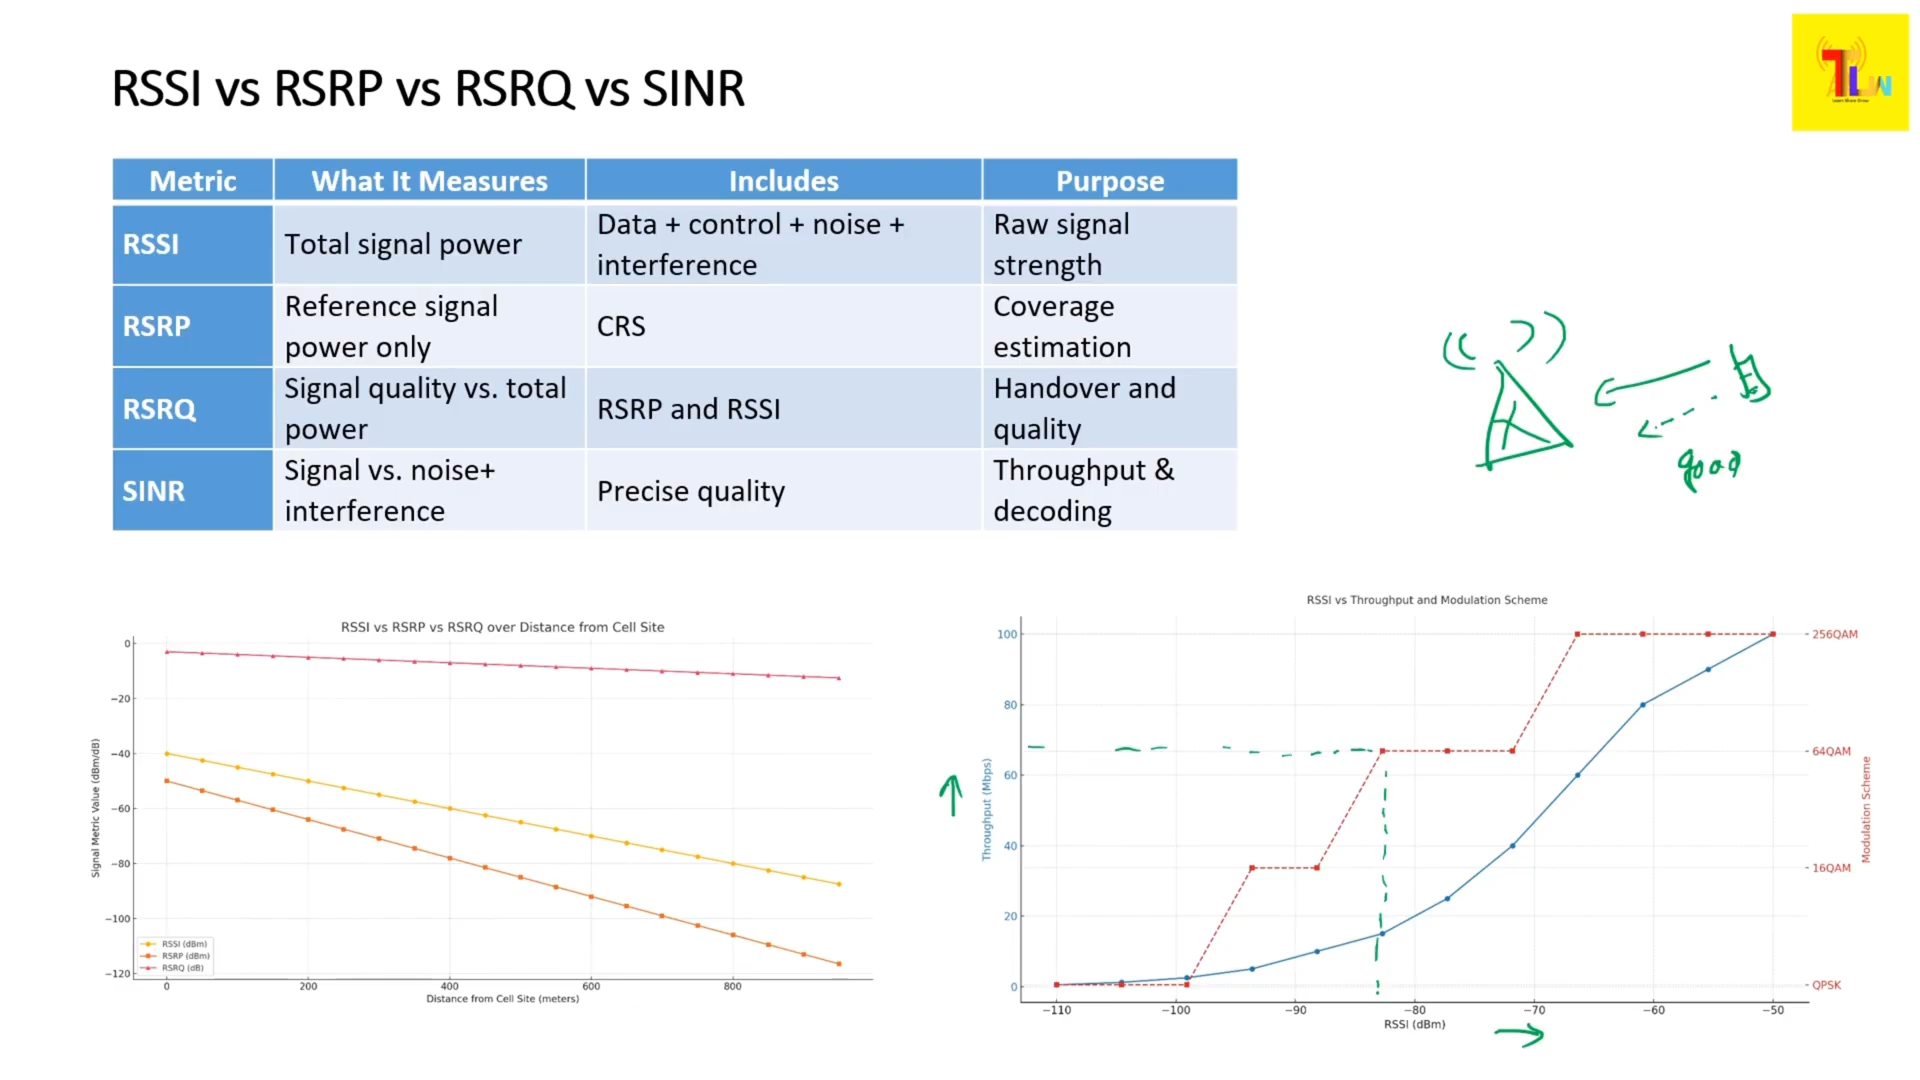 RSSI vs RSRP vs RSRQ vs SINR
TLW
Learn Share Grow
Metric
What It Measures
Includes
Purpose
RSSI
Total signal power
Data + control + noise +
interference
Raw signal
strength
RSRP
Reference signal
power only
CRS
Coverage
estimation
RSRQ
Signal quality vs. total
power
RSRP and RSSI
Handover and
quality
SINR
Signal vs. noise+
interference
Precise quality
Throughput &
decoding
good
RSSI vs RSRP vs RSRQ over Distance from Cell Site
Signal Metric Value (dBm/dB)
0
−20
−40
−60
−80
−100
−120
RSSI (dBm)
RSRP (dBm)
RSRQ (dB)
0
200
400
600
800
Distance from Cell Site (meters)
RSSI vs Throughput and Modulation Scheme
Throughput (Mbps)
100
80
60
40
20
0
256QAM
64QAM
16QAM
QPSK
Modulation Scheme
−110
−100
−90
−80
−70
−60
−50
RSSI (dBm)